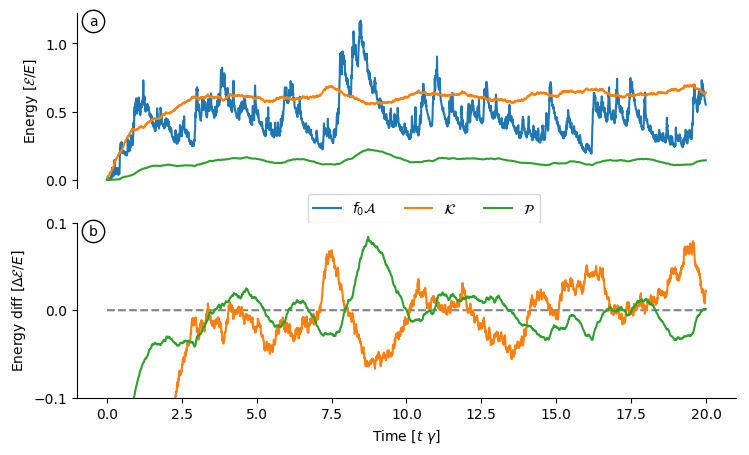 a
Energy [ℰ/E]
1.0
0.5
0.0
f₀𝒜 𝒦 𝒫
b
Energy diff [Δℰ/E]
0.1
0.0
−0.1
0.0 2.5 5.0 7.5 10.0 12.5 15.0 17.5 20.0
Time [t γ]